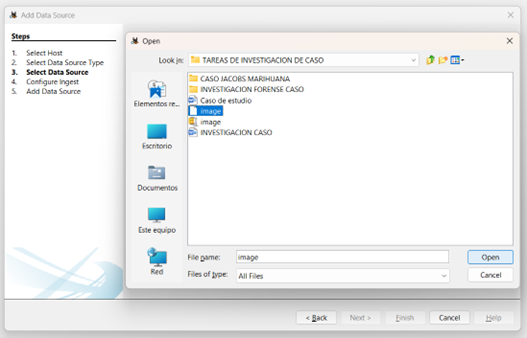 Add Data Source
Steps
1. Select Host
2. Select Data Source Type
3. Select Data Source
4. Configure Ingest
5. Add Data Source
Open
Look in: TAREAS DE INVESTIGACION DE CASO
Elementos re...
Escritorio
Documentos
Este equipo
Red
CASO JACOBS MARIHUANA
INVESTIGACION FORENSE CASO
Caso de estudio
image
image
INVESTIGACION CASO
File name: image
Open
Files of type: All Files
Cancel
< Back
Next >
Finish
Cancel
Help